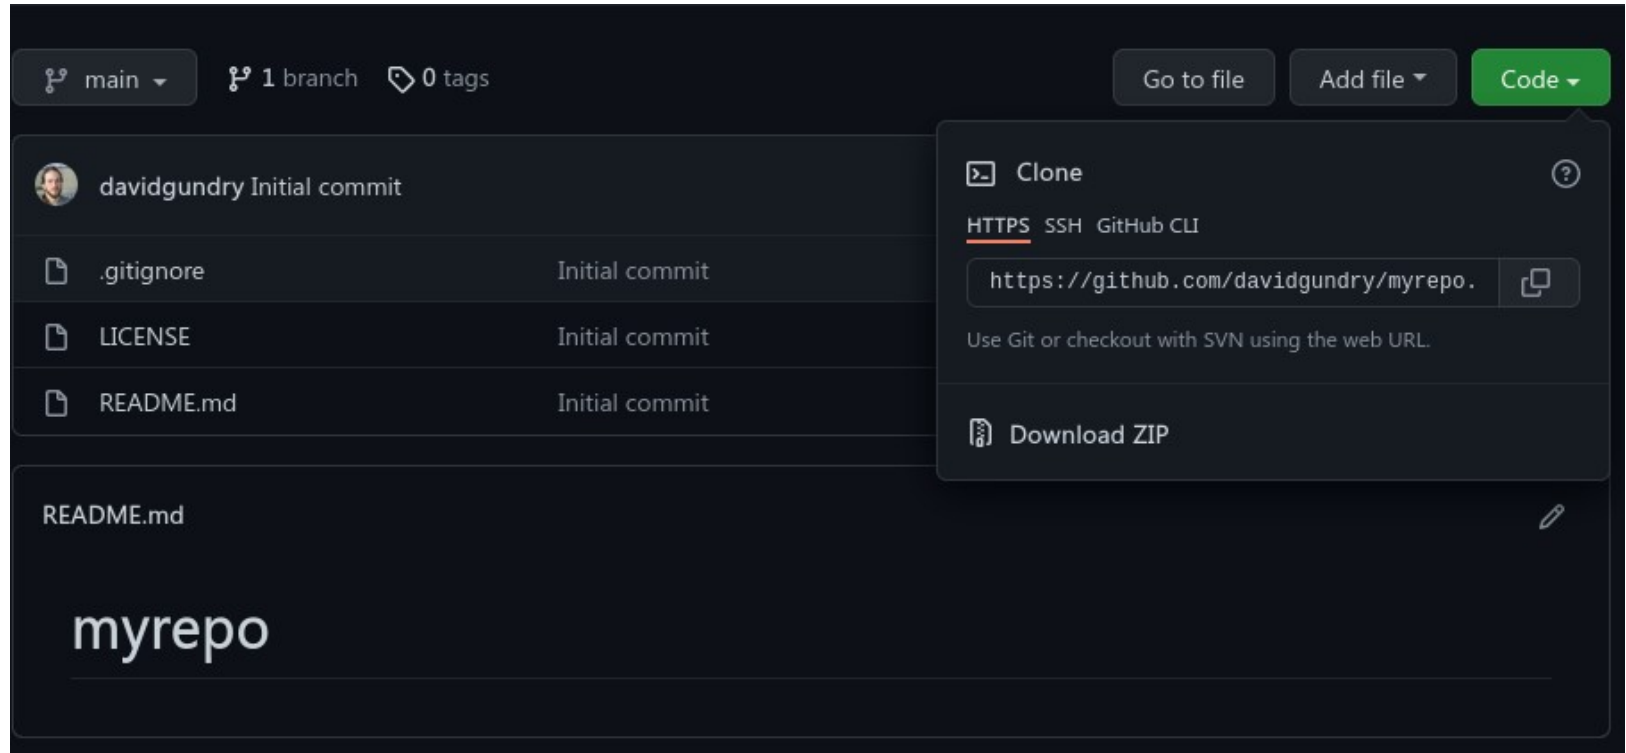 main 1 branch 0 tags Go to file Add file Code
davidgundry Initial commit
.gitignore Initial commit
LICENSE Initial commit
README.md Initial commit
Clone
HTTPS SSH GitHub CLI
https://github.com/davidgundry/myrepo.
Use Git or checkout with SVN using the web URL.
Download ZIP
README.md
myrepo